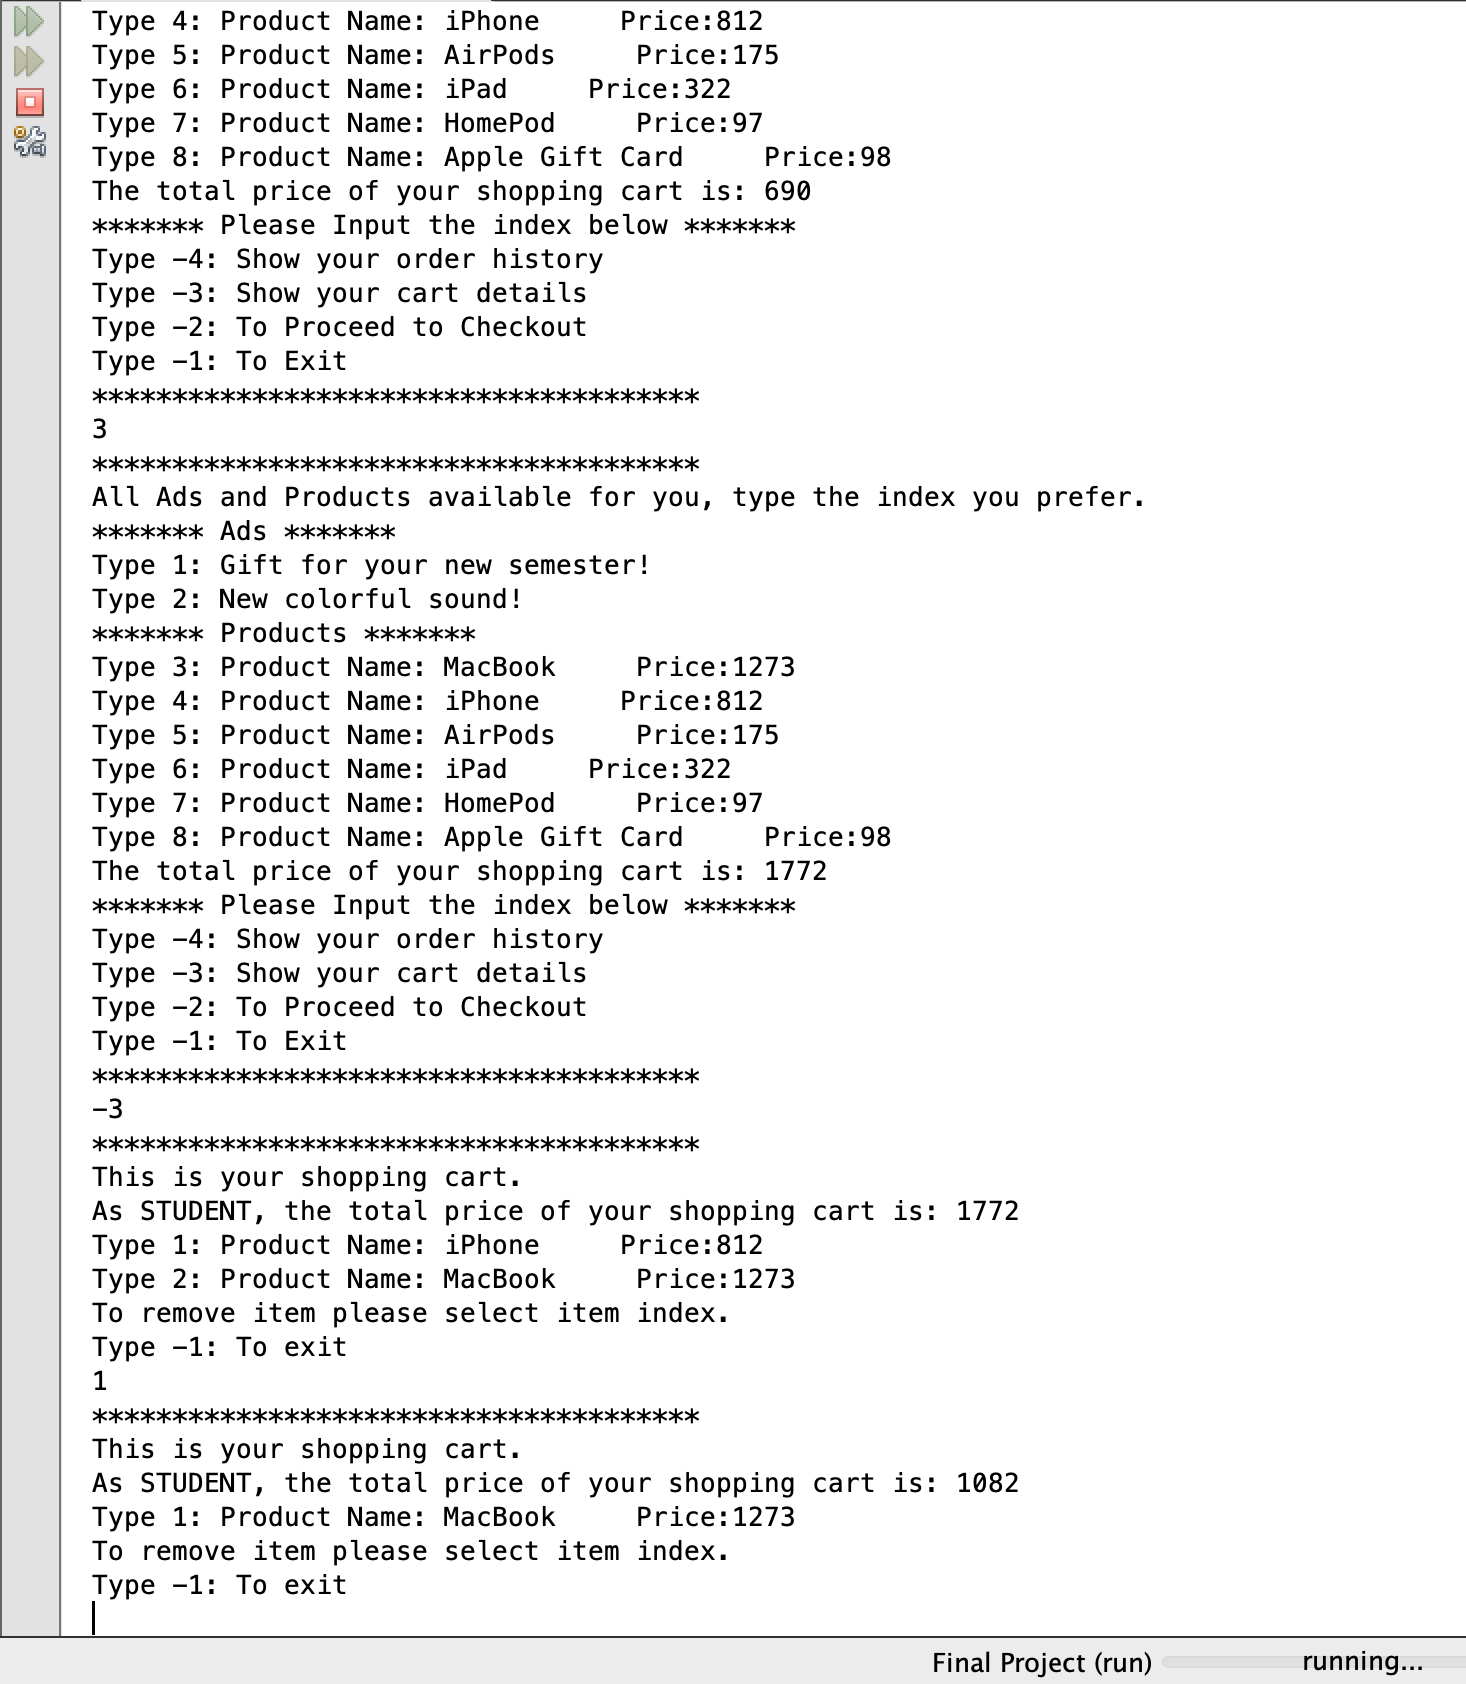 Type 4: Product Name: iPhone     Price:812
Type 5: Product Name: AirPods     Price:175
Type 6: Product Name: iPad     Price:322
Type 7: Product Name: HomePod     Price:97
Type 8: Product Name: Apple Gift Card     Price:98
The total price of your shopping cart is: 690
******* Please Input the index below *******
Type -4: Show your order history
Type -3: Show your cart details
Type -2: To Proceed to Checkout
Type -1: To Exit
**************************************
3
**************************************
All Ads and Products available for you, type the index you prefer.
******* Ads *******
Type 1: Gift for your new semester!
Type 2: New colorful sound!
******* Products *******
Type 3: Product Name: MacBook     Price:1273
Type 4: Product Name: iPhone     Price:812
Type 5: Product Name: AirPods     Price:175
Type 6: Product Name: iPad     Price:322
Type 7: Product Name: HomePod     Price:97
Type 8: Product Name: Apple Gift Card     Price:98
The total price of your shopping cart is: 1772
******* Please Input the index below *******
Type -4: Show your order history
Type -3: Show your cart details
Type -2: To Proceed to Checkout
Type -1: To Exit
**************************************
-3
**************************************
This is your shopping cart.
As STUDENT, the total price of your shopping cart is: 1772
Type 1: Product Name: iPhone     Price:812
Type 2: Product Name: MacBook     Price:1273
To remove item please select item index.
Type -1: To exit
1
**************************************
This is your shopping cart.
As STUDENT, the total price of your shopping cart is: 1082
Type 1: Product Name: MacBook     Price:1273
To remove item please select item index.
Type -1: To exit
Final Project (run) running...